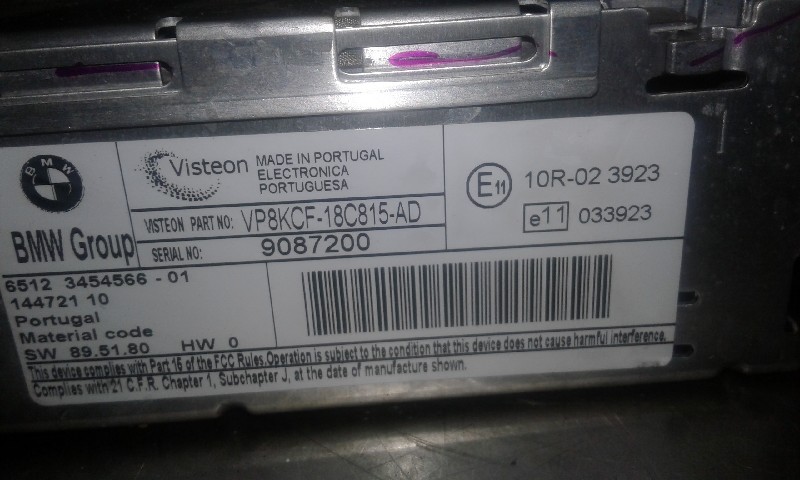 BMW
BMW Group
Visteon
MADE IN PORTUGAL
ELECTRONICA
PORTUGUESA
VISTEON PART NO: VP8KCF-18C815-AD
SERIAL NO: 9087200
E11 10R-02 3923
e11 033923
6512 3454566 - 01
144721 10
Portugal
Material code
SW 89.51.80 HW 0
This device complies with Part 15 of the FCC Rules.Operation is subject to the condition that this device does not cause harmful interference.
Complies with 21 C.F.R. Chapter 1, Subchapter J, at the date of manufacture shown.